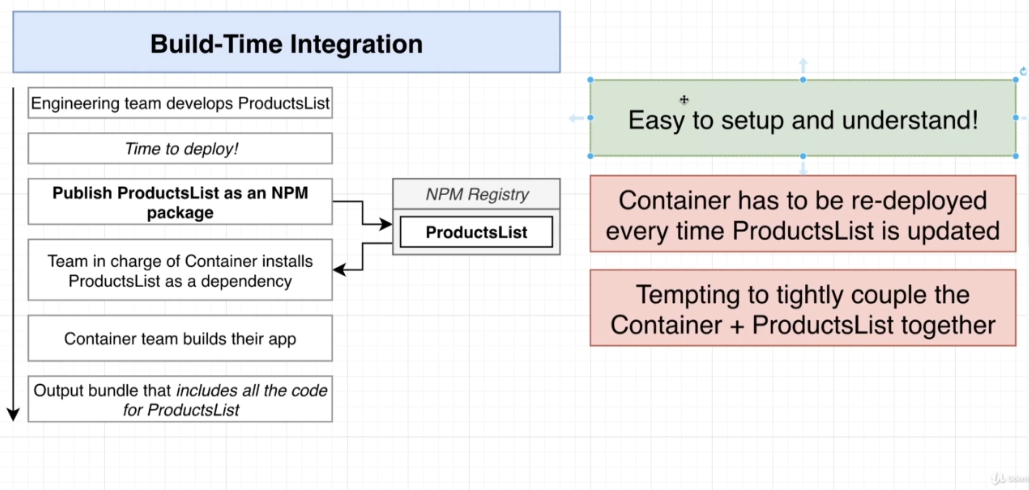 Build-Time Integration
Engineering team develops ProductsList
Time to deploy!
Publish ProductsList as an NPM
package
NPM Registry
ProductsList
Team in charge of Container installs
ProductsList as a dependency
Container team builds their app
Output bundle that includes all the code
for ProductsList
Easy to setup and understand!
Container has to be re-deployed
every time ProductsList is updated
Tempting to tightly couple the
Container + ProductsList together